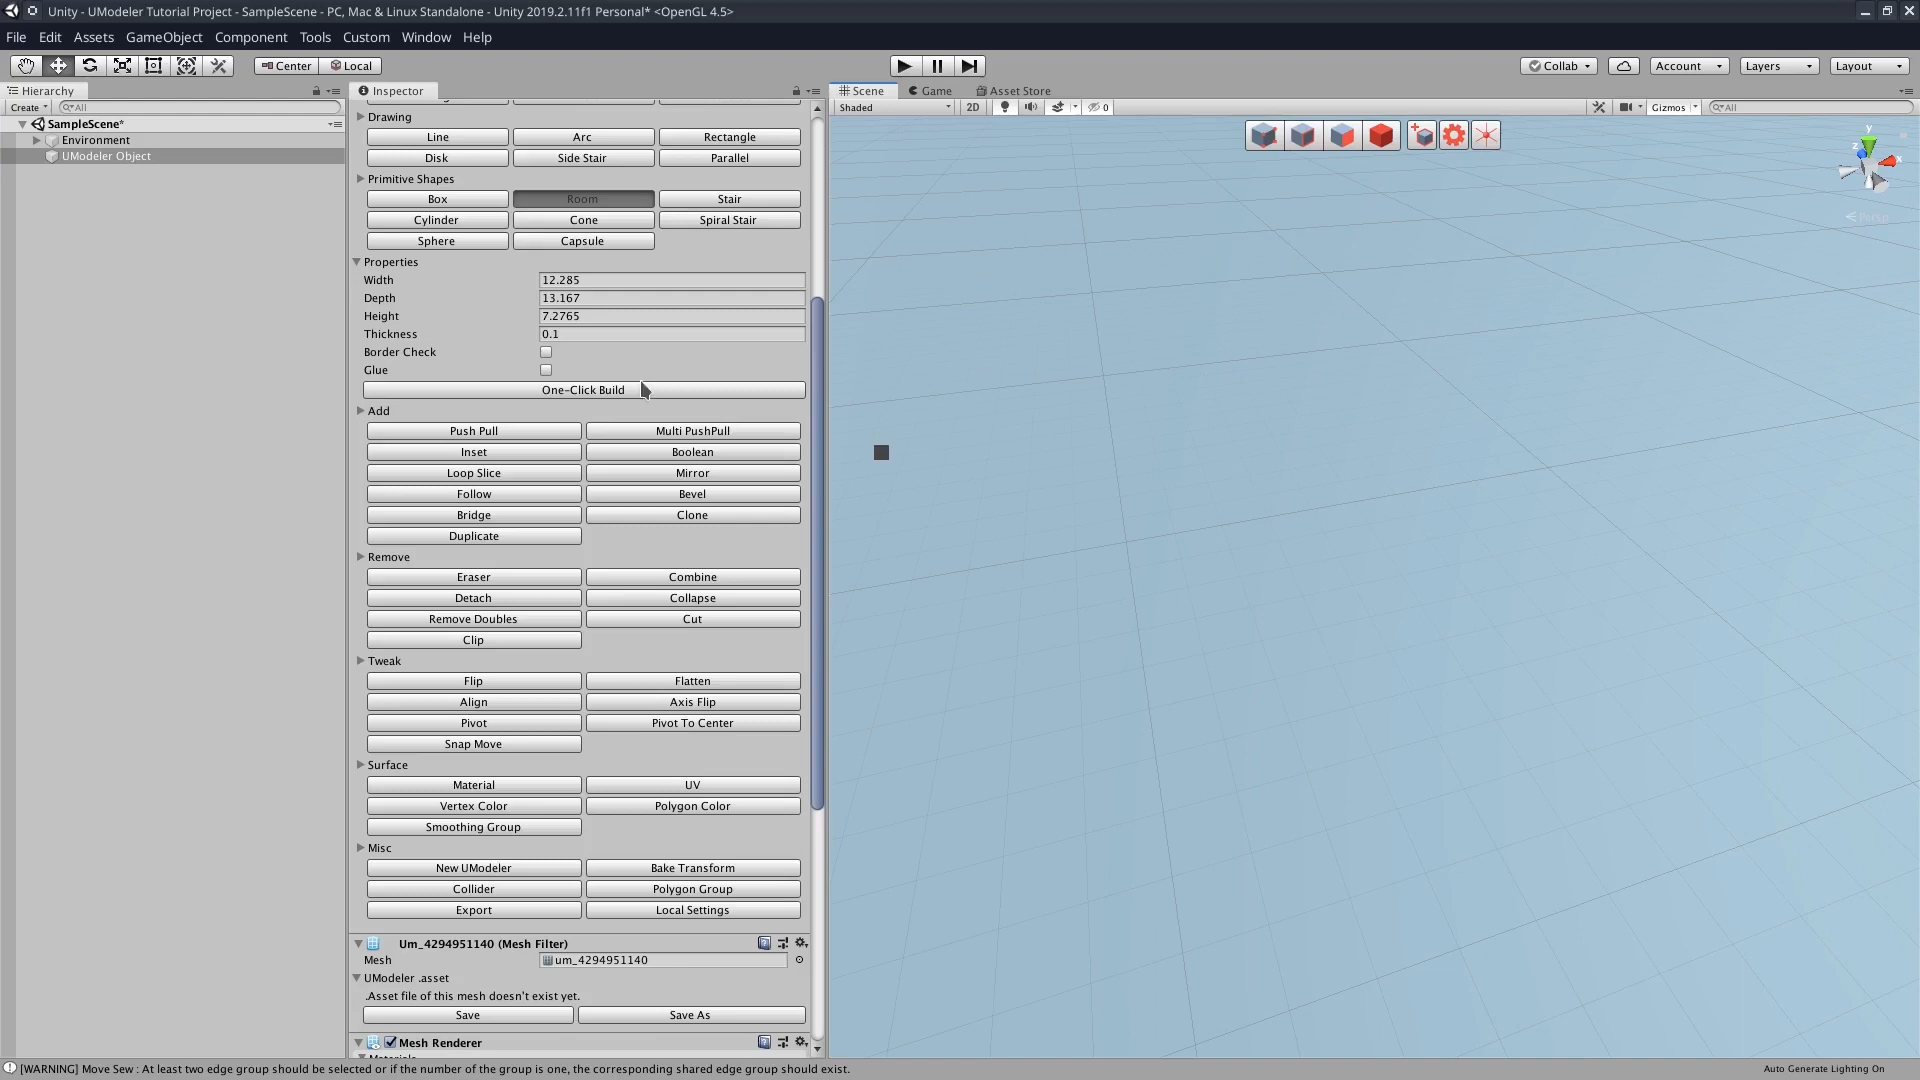 Unity - UModeler Tutorial Project - SampleScene - PC, Mac & Linux Standalone - Unity 2019.2.11f1 Personal* <OpenGL 4.5>
File Edit Assets GameObject Component Tools Custom Window Help
Center Local Collab Account Layers Layout
Hierarchy Inspector Scene Game Asset Store
Create All Shaded 2D 0 Gizmos All
SampleScene*
Environment
UModeler Object
Drawing
Line Arc Rectangle
Disk Side Stair Parallel
Primitive Shapes
Box Room Stair
Cylinder Cone Spiral Stair
Sphere Capsule
Properties
Width 12.285
Depth 13.167
Height 7.2765
Thickness 0.1
Border Check
Glue
One-Click Build
Add
Push Pull Multi PushPull
Inset Boolean
Loop Slice Mirror
Follow Bevel
Bridge Clone
Duplicate
Remove
Eraser Combine
Detach Collapse
Remove Doubles Cut
Clip
Tweak
Flip Flatten
Align Axis Flip
Pivot Pivot To Center
Snap Move
Surface
Material UV
Vertex Color Polygon Color
Smoothing Group
Misc
New UModeler Bake Transform
Collider Polygon Group
Export Local Settings
Um_4294951140 (Mesh Filter)
Mesh um_4294951140
UModeler .asset
.Asset file of this mesh doesn't exist yet.
Save Save As
Mesh Renderer
y
z x
Persp
[WARNING] Move Sew : At least two edge group should be selected or if the number of the group is one, the corresponding shared edge group should exist.
Auto Generate Lighting On